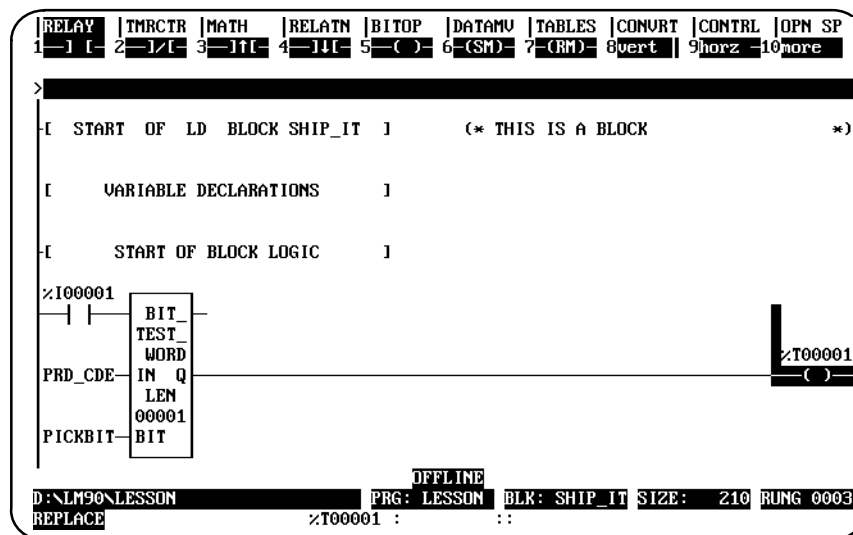 RELAY |TMRCTR |MATH |RELATN |BITOP |DATAMV |TABLES |CONVRT |CONTRL |OPN SP
1—] [— 2—]/[— 3—]↑[— 4—]↓[— 5—( )— 6—(SM)— 7—(RM)— 8vert | 9horz —10more
>
[ START OF LD BLOCK SHIP_IT ] (* THIS IS A BLOCK *)
[ VARIABLE DECLARATIONS ]
[ START OF BLOCK LOGIC ]
%I00001
BIT_
TEST_
WORD
%T00001
PRD_CDE IN Q ( )
LEN
00001
PICKBIT BIT
OFFLINE
D:\LM90\LESSON PRG: LESSON BLK: SHIP_IT SIZE: 210 RUNG 0003
REPLACE %T00001 : ::